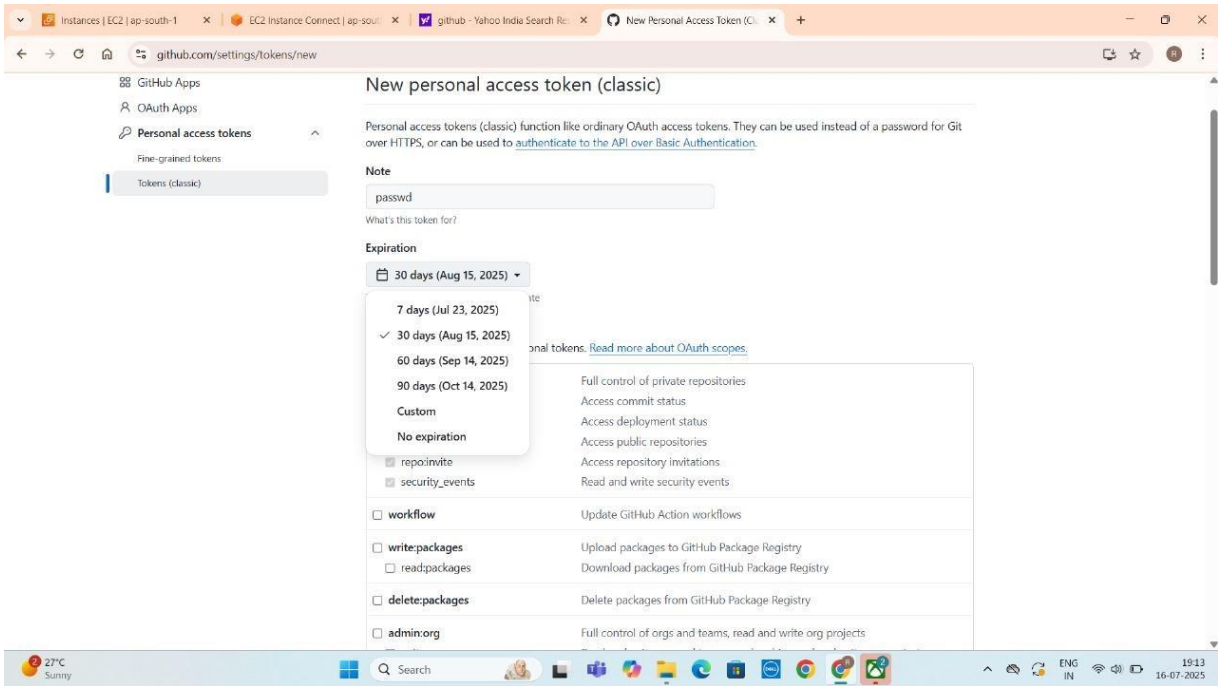 Instances | EC2 | ap-south-1
EC2 Instance Connect | ap-sout
github - Yahoo India Search Re
New Personal Access Token (Cl
github.com/settings/tokens/new
GitHub Apps
OAuth Apps
Personal access tokens
Fine-grained tokens
Tokens (classic)
New personal access token (classic)
Personal access tokens (classic) function like ordinary OAuth access tokens. They can be used instead of a password for Git
over HTTPS, or can be used to authenticate to the API over Basic Authentication.
Note
passwd
What's this token for?
Expiration
30 days (Aug 15, 2025)
7 days (Jul 23, 2025)
30 days (Aug 15, 2025)
60 days (Sep 14, 2025)
90 days (Oct 14, 2025)
Custom
No expiration
onal tokens. Read more about OAuth scopes.
Full control of private repositories
Access commit status
Access deployment status
Access public repositories
repo:invite Access repository invitations
security_events Read and write security events
workflow Update GitHub Action workflows
write:packages Upload packages to GitHub Package Registry
read:packages Download packages from GitHub Package Registry
delete:packages Delete packages from GitHub Package Registry
admin:org Full control of orgs and teams, read and write org projects
2
27°C
Sunny
Search
ENG
IN
19:13
16-07-2025